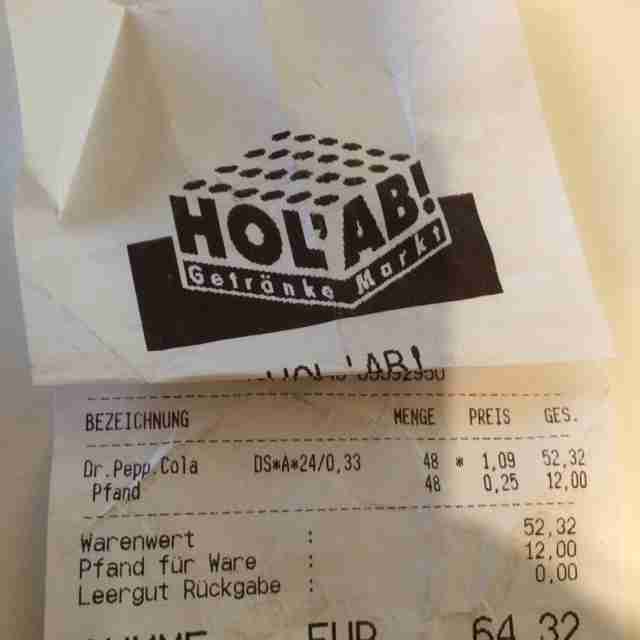 HOL'AB!
Getränke Markt
BEZEICHNUNG MENGE PREIS GES.
Dr.Pepp.Cola DS*A*24/0,33 48 * 1,09 52,32
Pfand 48 0,25 12,00
Warenwert : 52,32
Pfand für Ware : 12,00
Leergut Rückgabe : 0,00
EUR 64,32